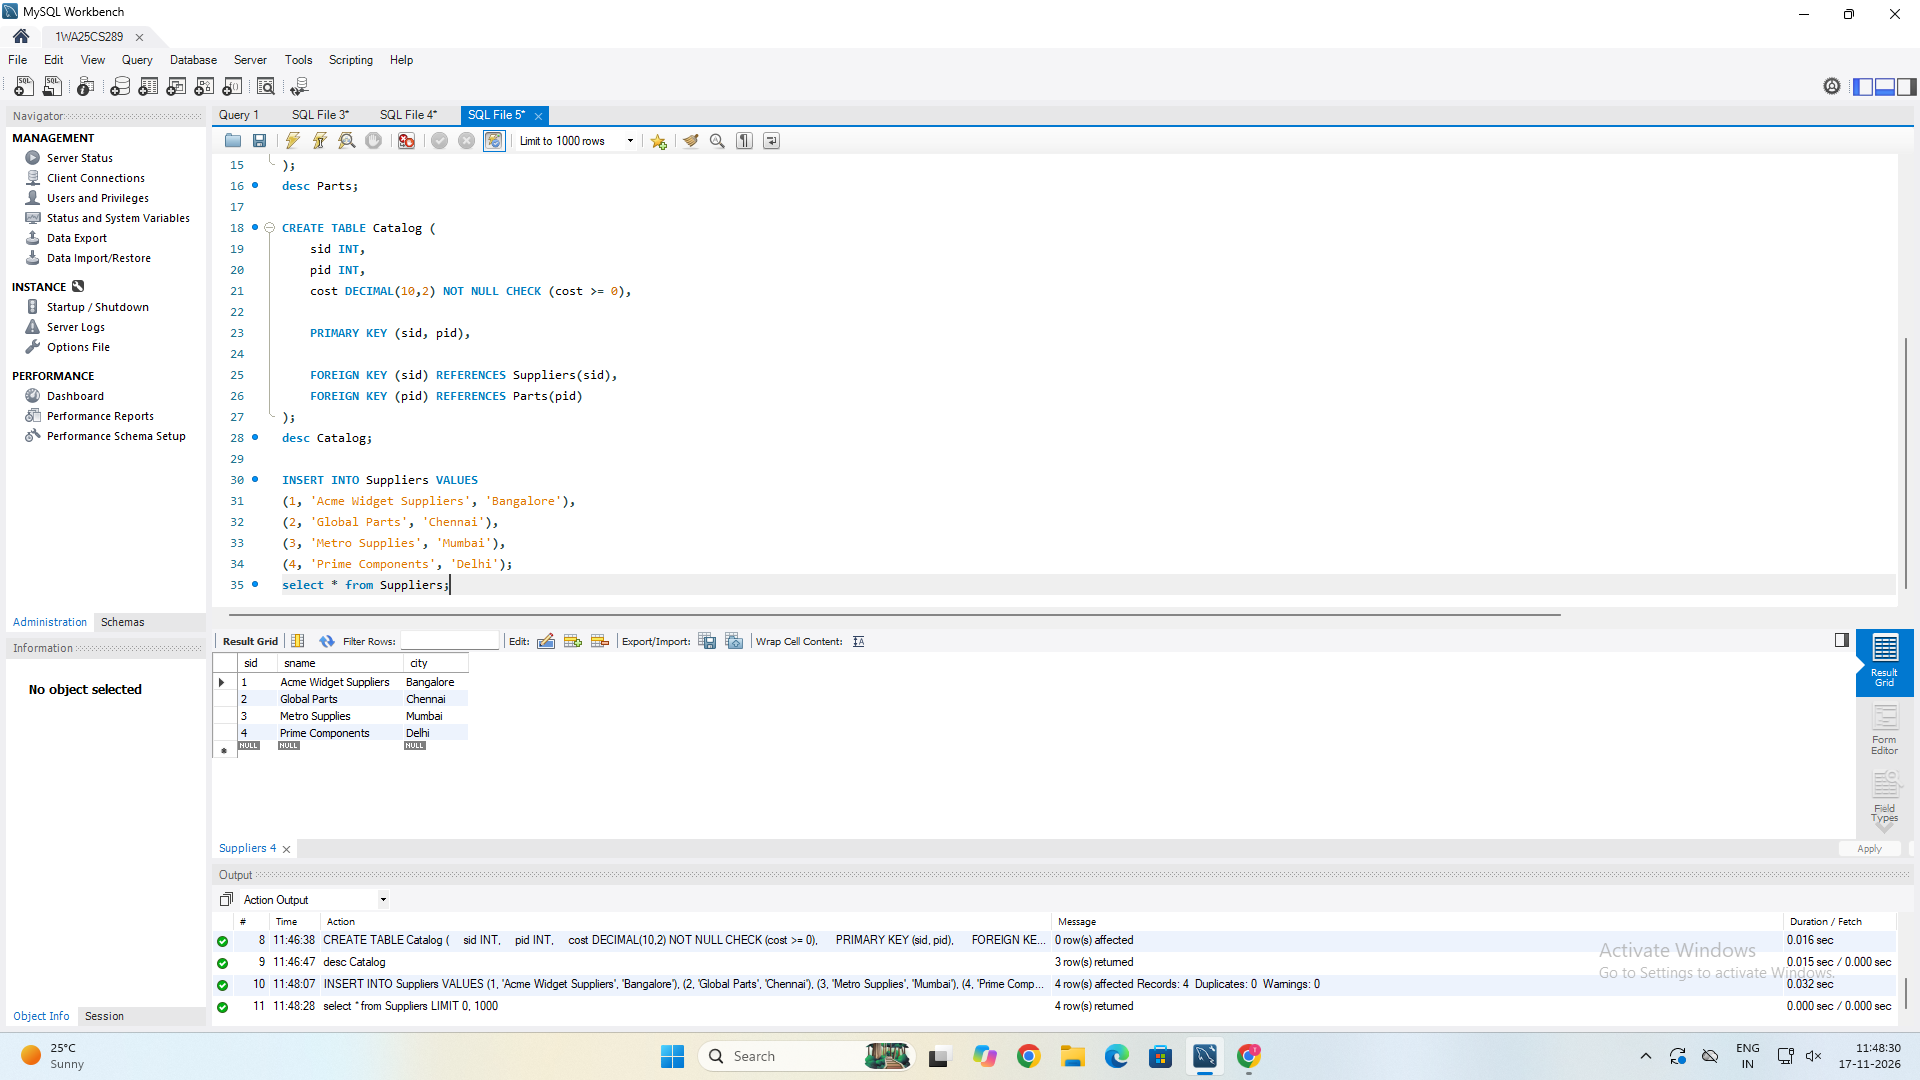 MySQL Workbench
1WA25CS289
File Edit View Query Database Server Tools Scripting Help
Navigator
MANAGEMENT
Server Status
Client Connections
Users and Privileges
Status and System Variables
Data Export
Data Import/Restore
INSTANCE
Startup / Shutdown
Server Logs
Options File
PERFORMANCE
Dashboard
Performance Reports
Performance Schema Setup
Administration Schemas
Information
No object selected
Object Info Session
Query 1 SQL File 3* SQL File 4* SQL File 5*
Limit to 1000 rows
15 );
16 desc Parts;
17
18 CREATE TABLE Catalog (
19 sid INT,
20 pid INT,
21 cost DECIMAL(10,2) NOT NULL CHECK (cost >= 0),
22
23 PRIMARY KEY (sid, pid),
24
25 FOREIGN KEY (sid) REFERENCES Suppliers(sid),
26 FOREIGN KEY (pid) REFERENCES Parts(pid)
27 );
28 desc Catalog;
29
30 INSERT INTO Suppliers VALUES
31 (1, 'Acme Widget Suppliers', 'Bangalore'),
32 (2, 'Global Parts', 'Chennai'),
33 (3, 'Metro Supplies', 'Mumbai'),
34 (4, 'Prime Components', 'Delhi');
35 select * from Suppliers;
Result Grid Filter Rows: Edit: Export/Import: Wrap Cell Content:
sid sname city
1 Acme Widget Suppliers Bangalore
2 Global Parts Chennai
3 Metro Supplies Mumbai
4 Prime Components Delhi
NULL NULL NULL
Result Grid
Form Editor
Field Types
Suppliers 4
Apply
Output
Action Output
# Time Action Message Duration / Fetch
8 11:46:38 CREATE TABLE Catalog ( sid INT, pid INT, cost DECIMAL(10,2) NOT NULL CHECK (cost >= 0), PRIMARY KEY (sid, pid), FOREIGN KE... 0 row(s) affected 0.016 sec
9 11:46:47 desc Catalog 3 row(s) returned 0.015 sec / 0.000 sec
10 11:48:07 INSERT INTO Suppliers VALUES (1, 'Acme Widget Suppliers', 'Bangalore'), (2, 'Global Parts', 'Chennai'), (3, 'Metro Supplies', 'Mumbai'), (4, 'Prime Comp... 4 row(s) affected Records: 4 Duplicates: 0 Warnings: 0 0.032 sec
11 11:48:28 select * from Suppliers LIMIT 0, 1000 4 row(s) returned 0.000 sec / 0.000 sec
Activate Windows
Go to Settings to activate Windows.
25°C
Sunny
Search
ENG
IN
11:48:30
17-11-2026